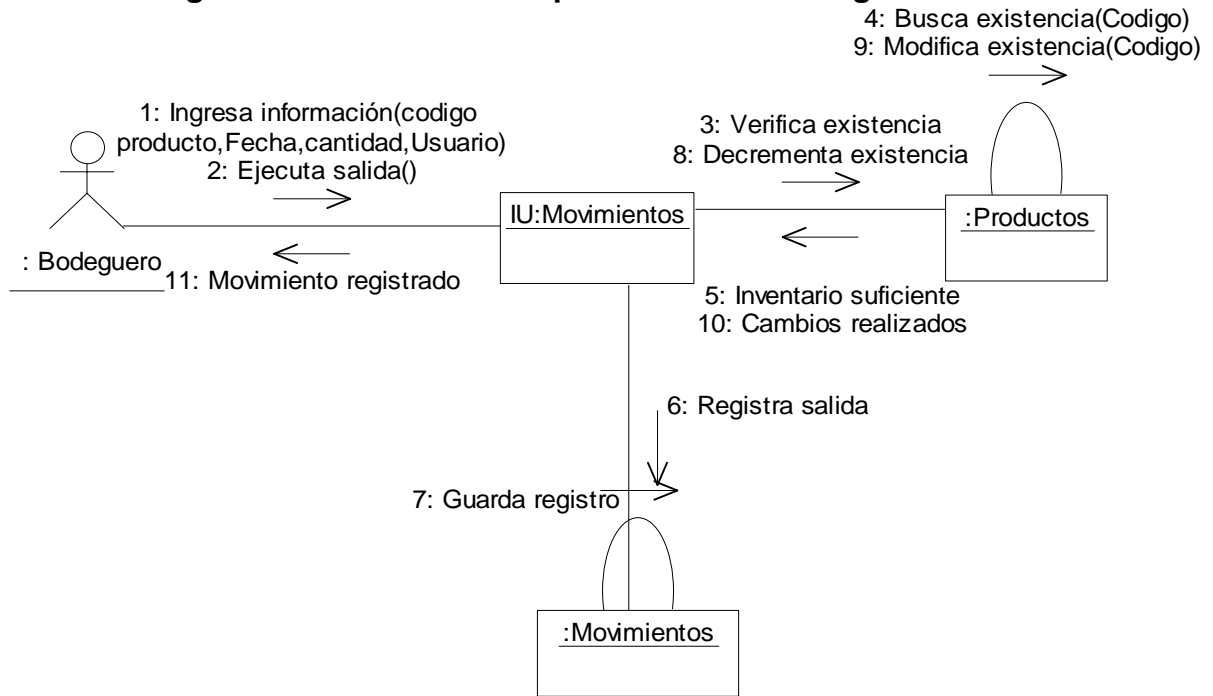 4: Busca existencia(Codigo)
9: Modifica existencia(Codigo)
1: Ingresa información(codigo
producto,Fecha,cantidad,Usuario)
2: Ejecuta salida()
3: Verifica existencia
8: Decrementa existencia
IU:Movimientos
:Productos
: Bodeguero
11: Movimiento registrado
5: Inventario suficiente
10: Cambios realizados
6: Registra salida
7: Guarda registro
:Movimientos